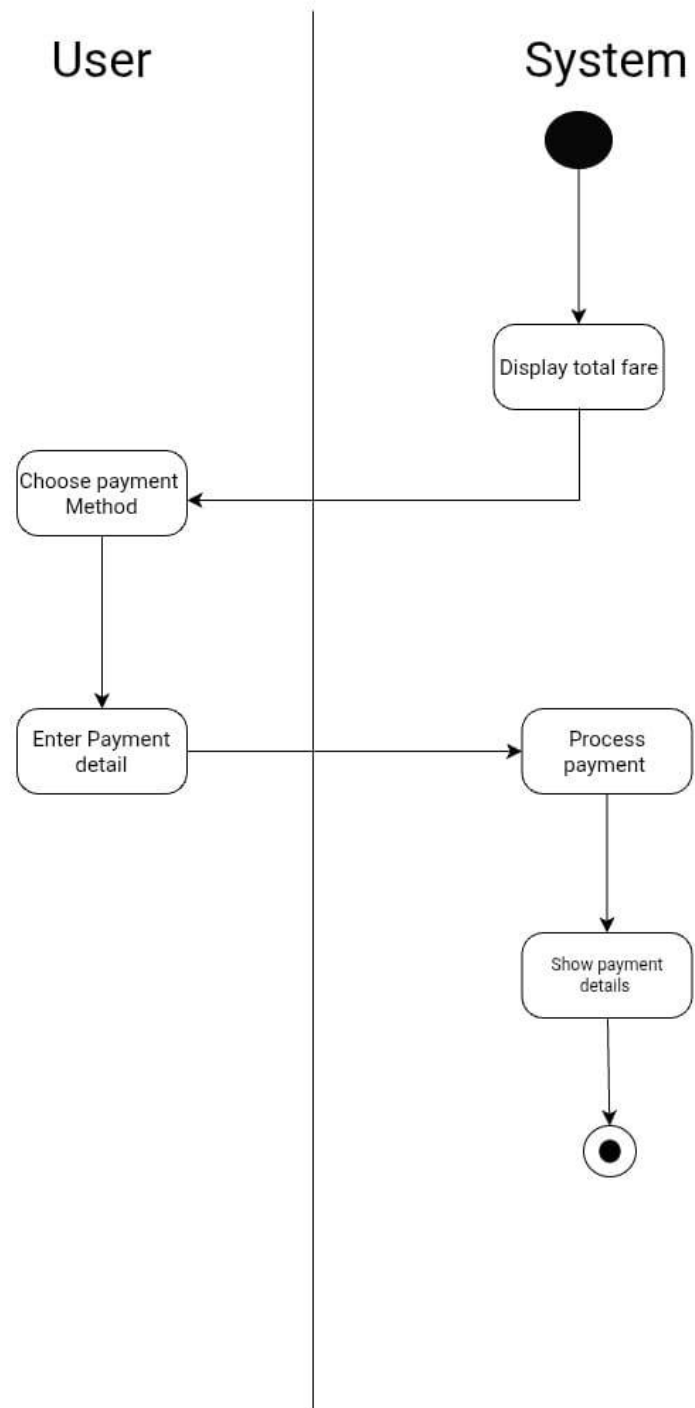 User
System
Display total fare
Choose payment
Method
Enter Payment
detail
Process
payment
Show payment
details